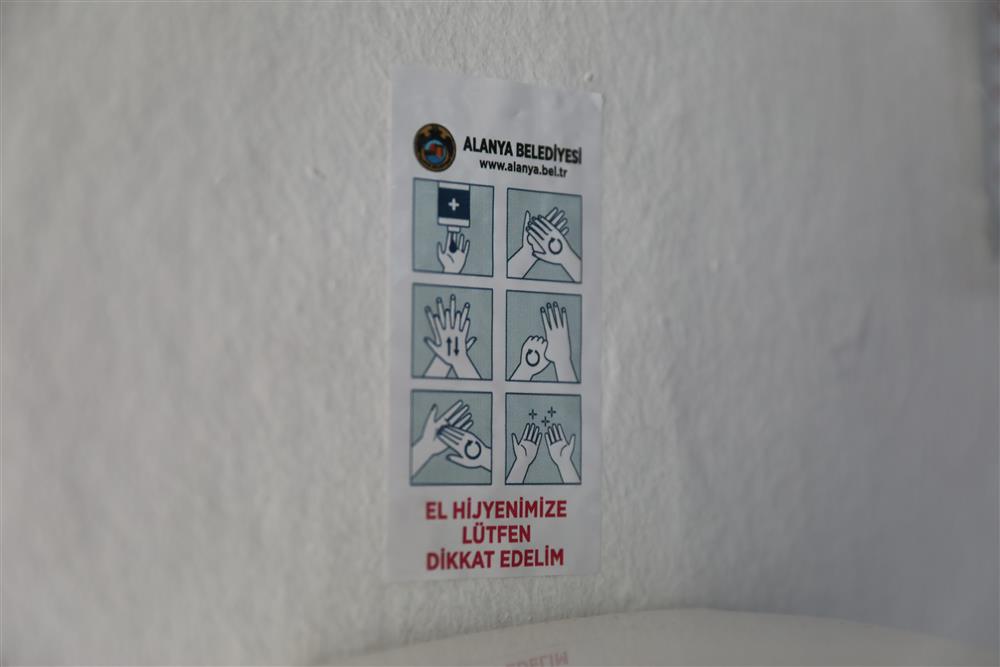 ALANYA BELEDİYESİ
www.alanya.bel.tr
EL HİJYENİMİZE
LÜTFEN
DİKKAT EDELİM